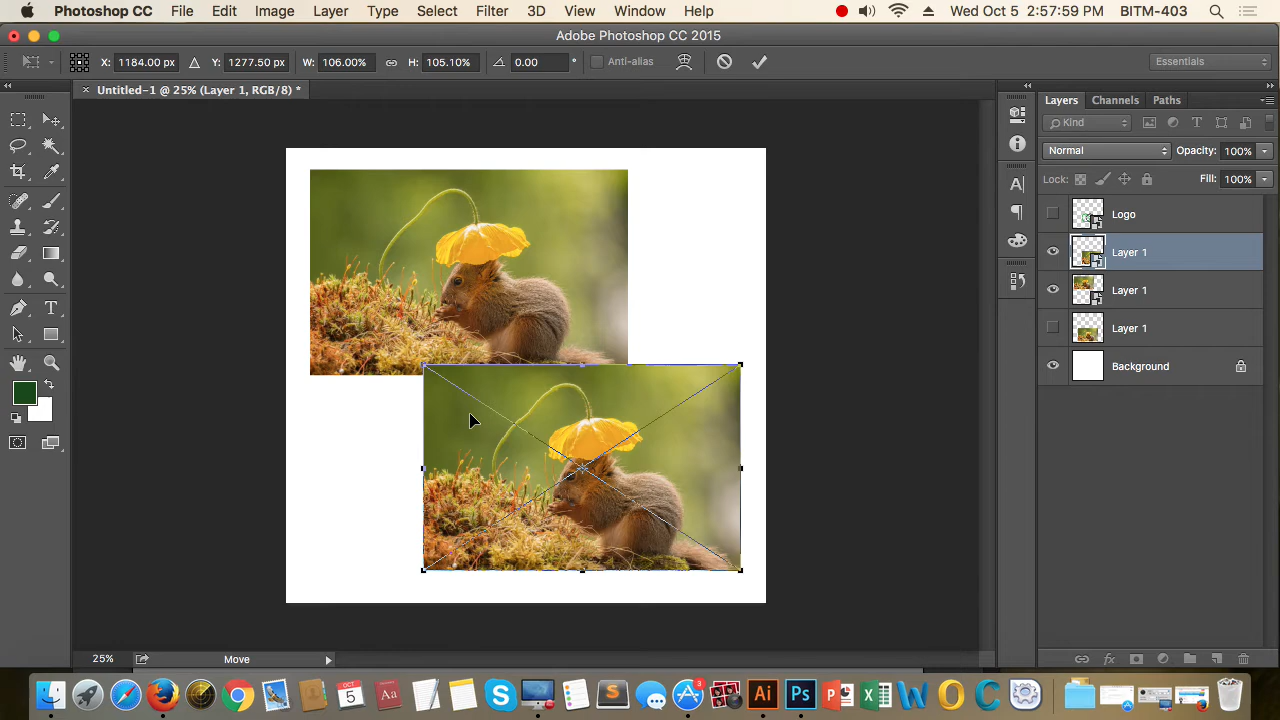 Photoshop CC File Edit Image Layer Type Select Filter 3D View Window Help Wed Oct 5 2:57:59 PM BITM-403
Adobe Photoshop CC 2015
X: 1184.00 px Y: 1277.50 px W: 106.00% H: 105.10% 0.00 ° Anti-alias Essentials
Untitled-1 @ 25% (Layer 1, RGB/8) *
Layers Channels Paths
Kind
Normal Opacity: 100%
Lock: Fill: 100%
Logo
Layer 1
Layer 1
Layer 1
Background
25% Move